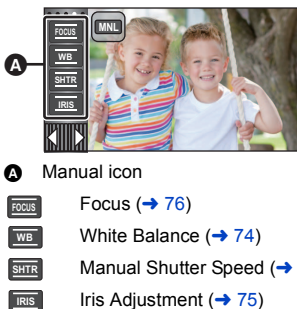 FOCUS
MNL
WB
A
SHTR
IRIS
A Manual icon
FOCUS Focus (➜ 76)
WB White Balance (➜ 74)
SHTR Manual Shutter Speed (➜
IRIS Iris Adjustment (➜ 75)